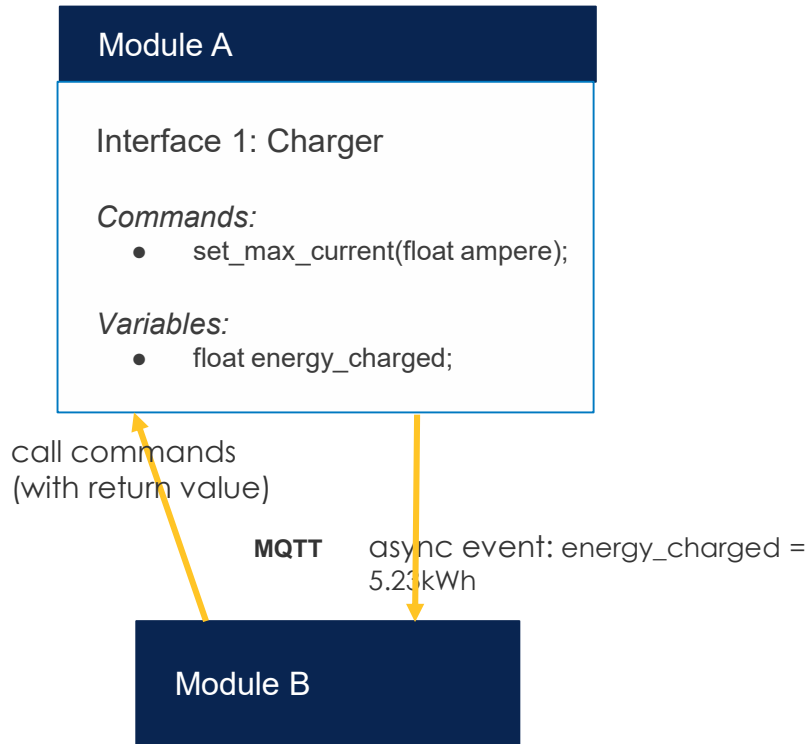 Module A
Interface 1: Charger
Commands:
● set_max_current(float ampere);
Variables:
● float energy_charged;
call commands
(with return value)
MQTT async event: energy_charged =
5.23kWh
Module B